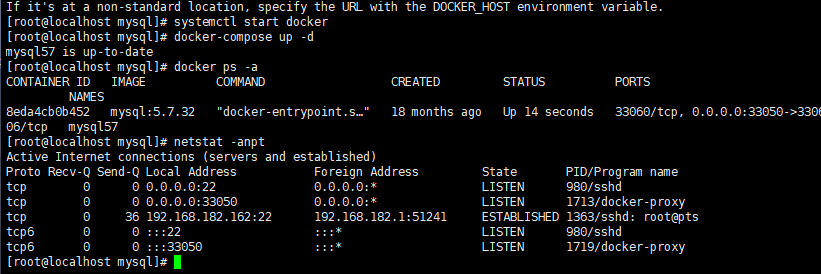 If it's at a non-standard location, specify the URL with the DOCKER_HOST environment variable.
[root@localhost mysql]# systemctl start docker
[root@localhost mysql]# docker-compose up -d
mysql57 is up-to-date
[root@localhost mysql]# docker ps -a
CONTAINER ID   IMAGE          COMMAND                  CREATED         STATUS          PORTS
         NAMES
8eda4cb0b452   mysql:5.7.32   "docker-entrypoint.s…"   18 months ago   Up 14 seconds   33060/tcp, 0.0.0.0:33050->330
06/tcp   mysql57
[root@localhost mysql]# netstat -anpt
Active Internet connections (servers and established)
Proto Recv-Q Send-Q Local Address           Foreign Address         State       PID/Program name
tcp        0      0 0.0.0.0:22              0.0.0.0:*               LISTEN      980/sshd
tcp        0      0 0.0.0.0:33050           0.0.0.0:*               LISTEN      1713/docker-proxy
tcp        0     36 192.168.182.162:22      192.168.182.1:51241     ESTABLISHED 1363/sshd: root@pts
tcp6       0      0 :::22                   :::*                    LISTEN      980/sshd
tcp6       0      0 :::33050                :::*                    LISTEN      1719/docker-proxy
[root@localhost mysql]#